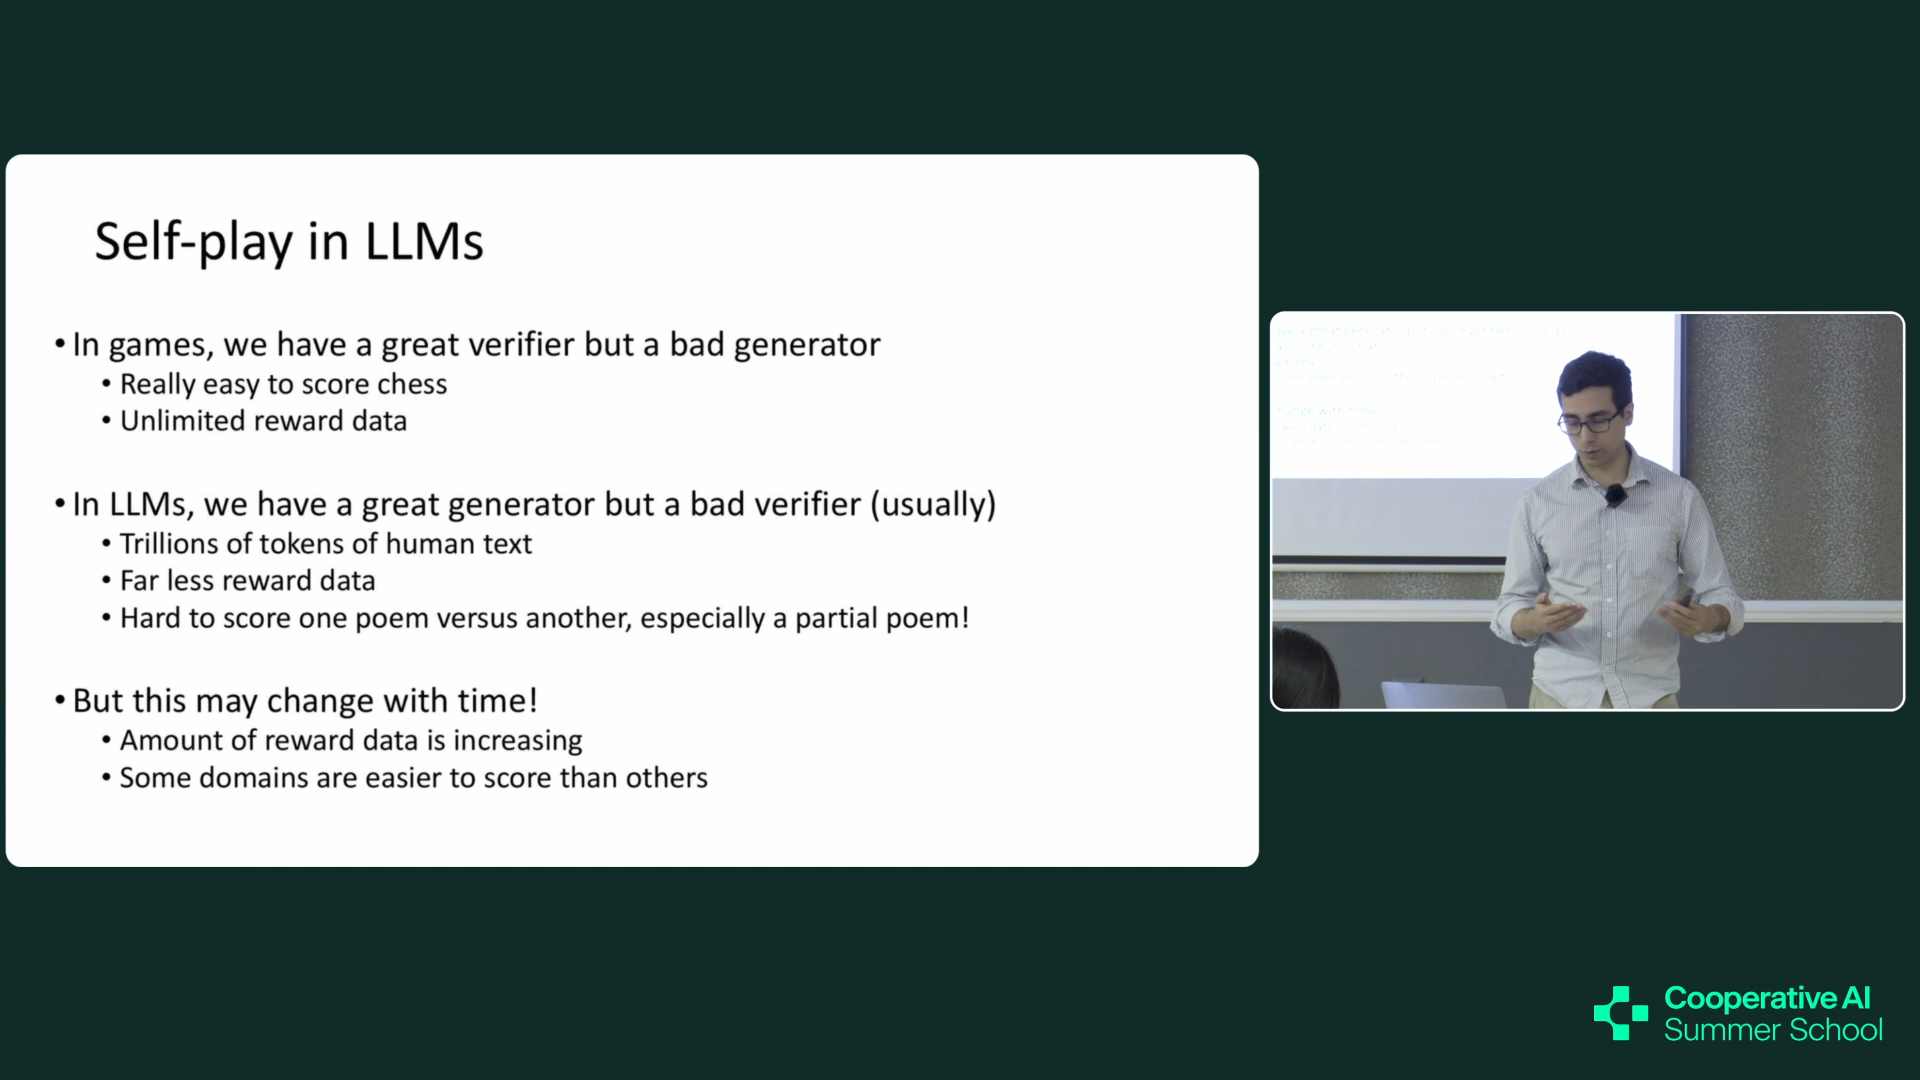 Self-play in LLMs
• In games, we have a great verifier but a bad generator
• Really easy to score chess
• Unlimited reward data
• In LLMs, we have a great generator but a bad verifier (usually)
• Trillions of tokens of human text
• Far less reward data
• Hard to score one poem versus another, especially a partial poem!
• But this may change with time!
• Amount of reward data is increasing
• Some domains are easier to score than others
Cooperative AI
Summer School